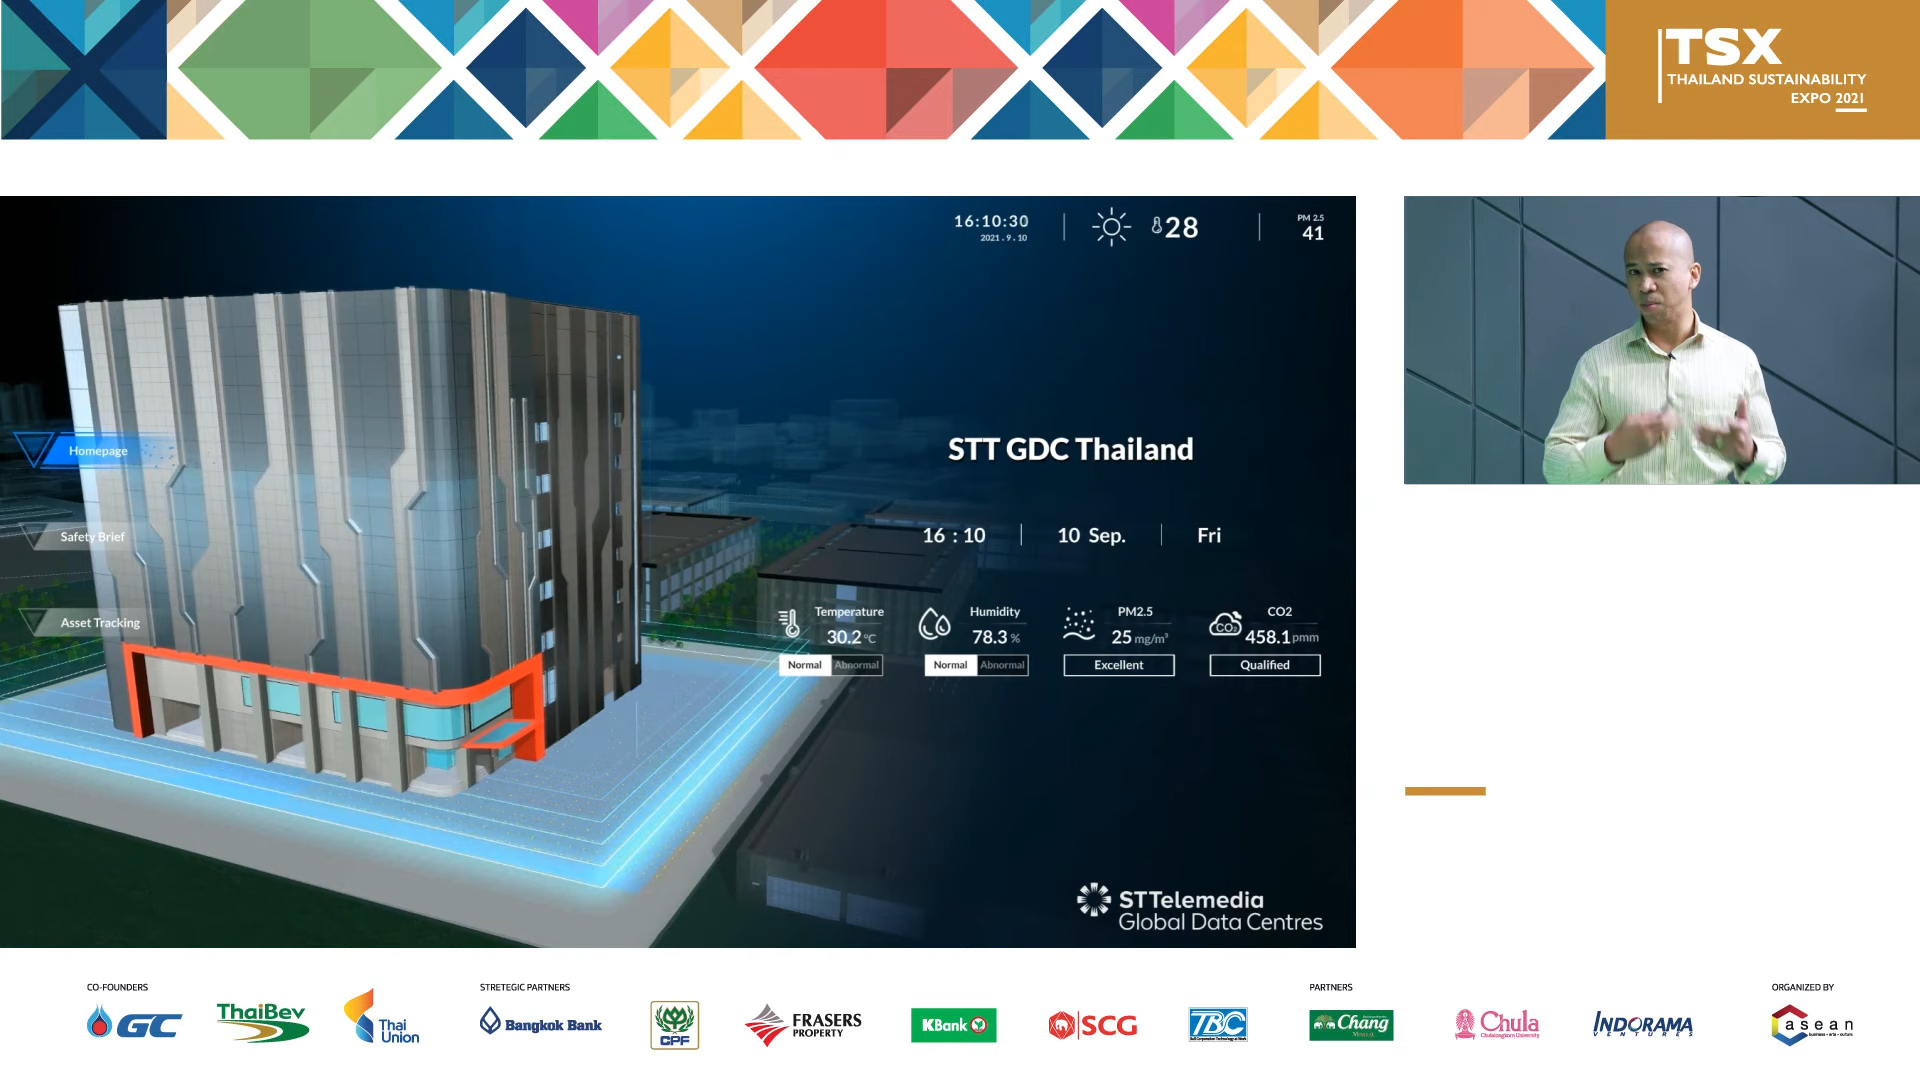 TSX
THAILAND SUSTAINABILITY
EXPO 2021
16:10:30
2021.9.10
28
PM 2.5
41
Homepage
Safety Brief
Asset Tracking
STT GDC Thailand
16 : 10
10 Sep.
Fri
Temperature
30.2 °C
Normal Abnormal
Humidity
78.3 %
Normal Abnormal
PM2.5
25 mg/m³
Excellent
CO2
CO2
458.1 pmm
Qualified
STTelemedia
Global Data Centres
CO-FOUNDERS
GC
ThaiBev
Thai
Union
STRETEGIC PARTNERS
Bangkok Bank
CPF
FRASERS
PROPERTY
KBank
SCG
TBC
PARTNERS
Chang
Chula
Chulalongkorn University
INDORAMA
VENTURES
ORGANIZED BY
asean